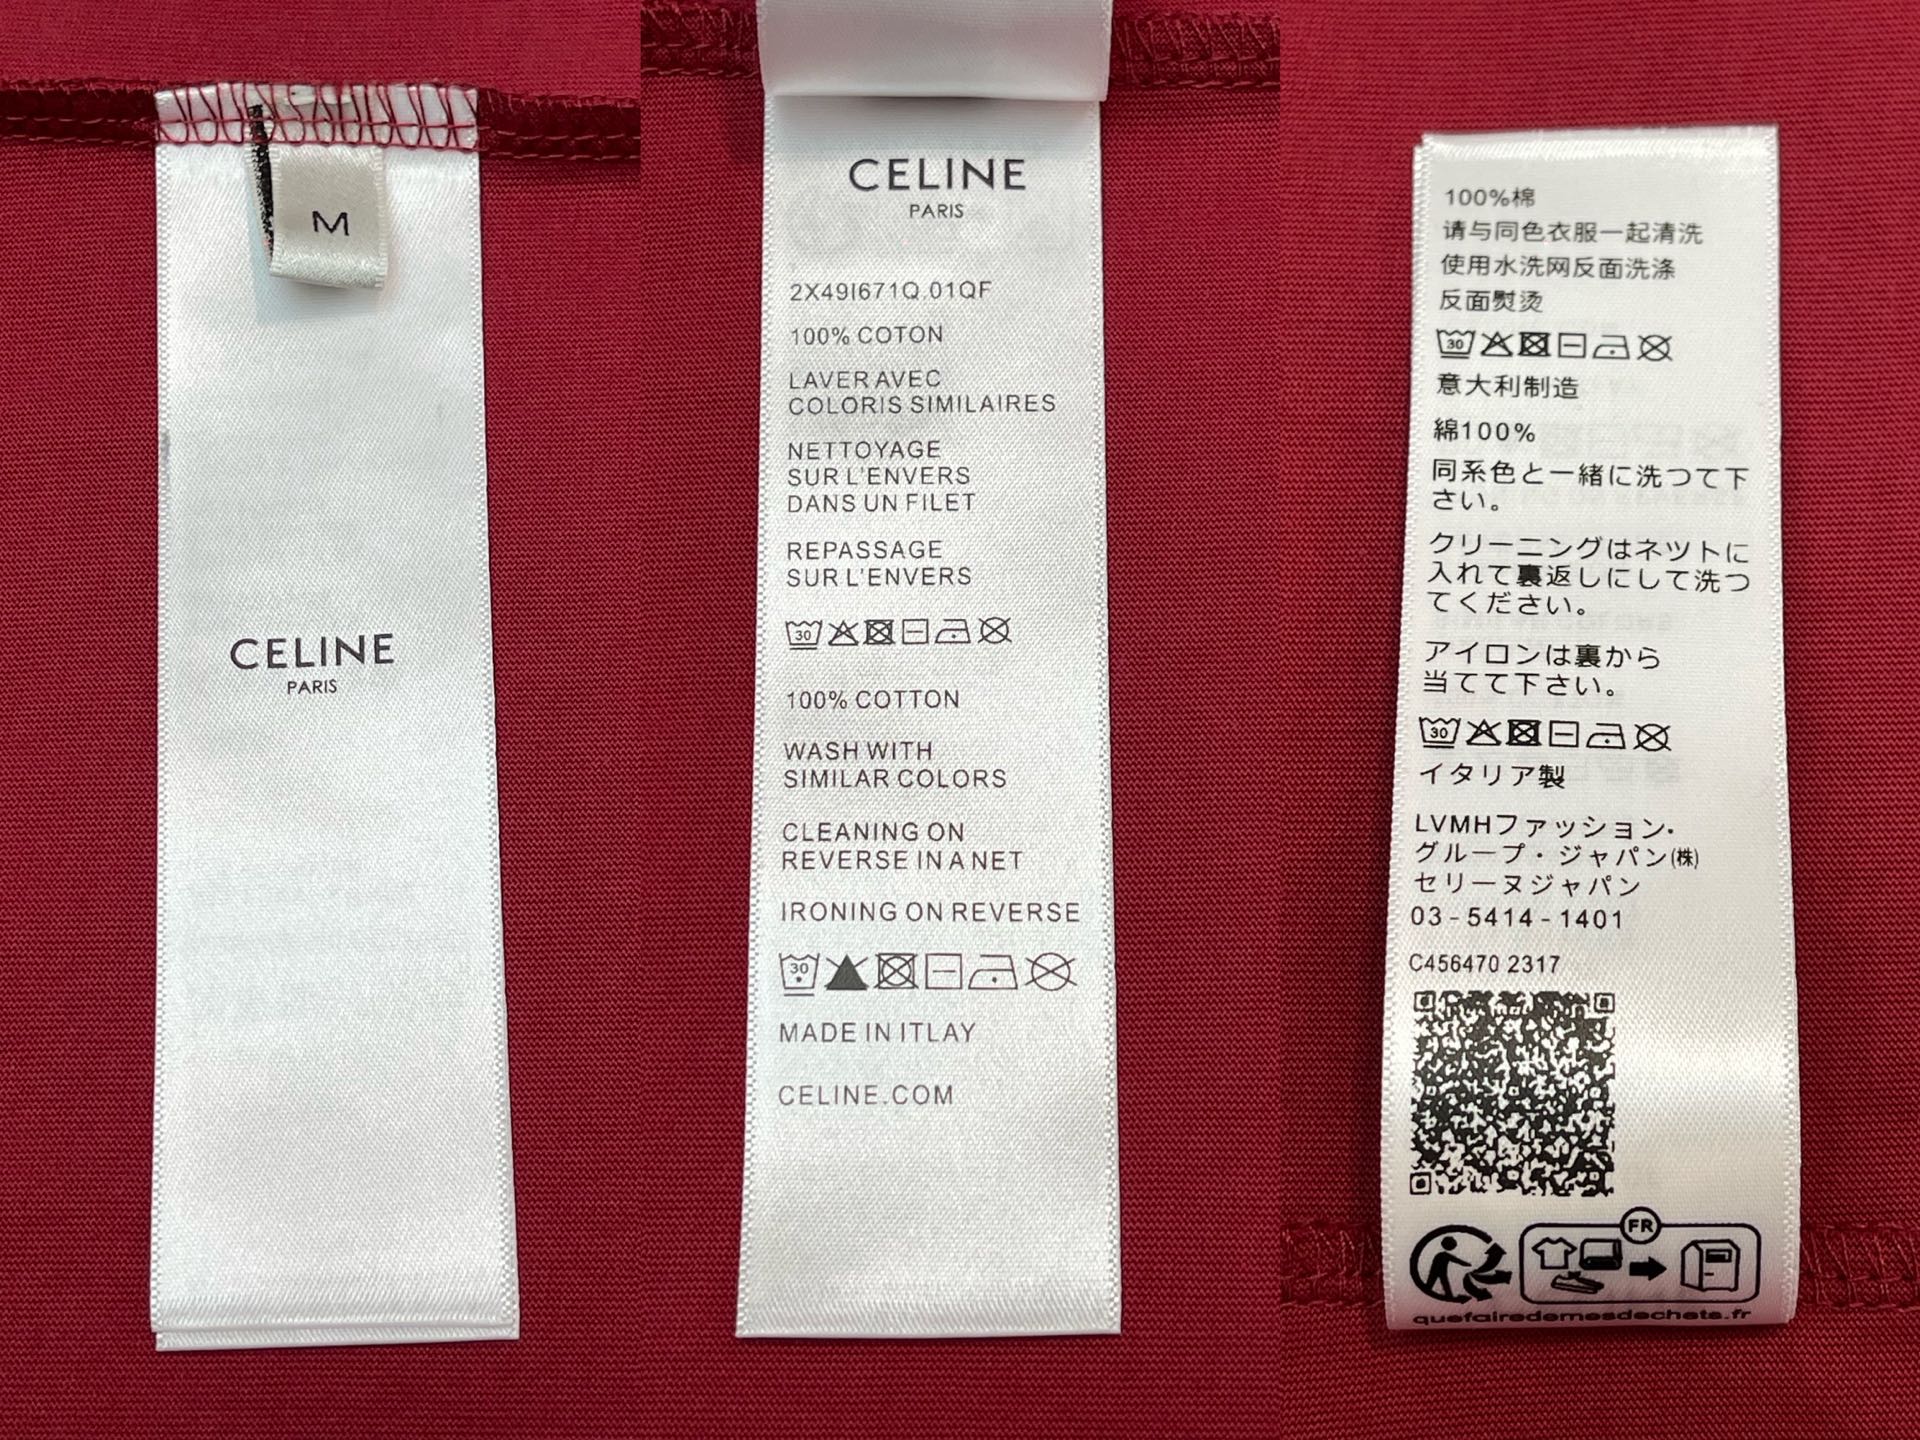 M
CELINE
PARIS
CELINE
PARIS
2X49I671Q.01QF
100% COTON
LAVER AVEC
COLORIS SIMILAIRES
NETTOYAGE
SUR L'ENVERS
DANS UN FILET
REPASSAGE
SUR L'ENVERS
30
100% COTTON
WASH WITH
SIMILAR COLORS
CLEANING ON
REVERSE IN A NET
IRONING ON REVERSE
30
MADE IN ITLAY
CELINE.COM
100%棉
请与同色衣服一起清洗
使用水洗网反面洗涤
反面熨烫
30
意大利制造
綿100%
同系色と一緒に洗つて下
さい。
クリーニングはネツトに
入れて裏返しにして洗つ
てください。
アイロンは裏から
当てて下さい。
30
イタリア製
LVMHファッション・
グループ・ジャパン(株)
セリーヌジャパン
03-5414-1401
C456470 2317
FR
quefairedemesdechets.fr